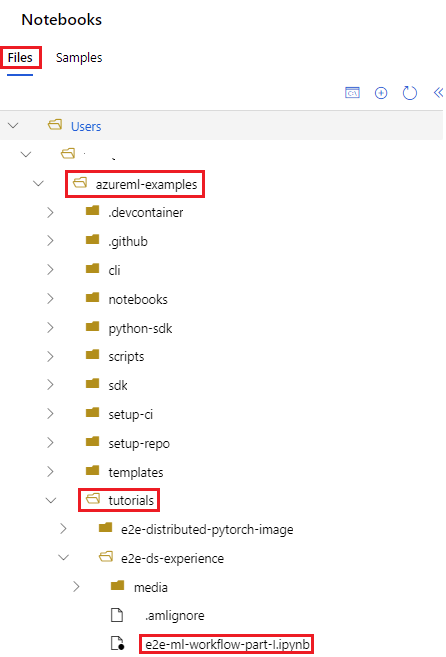 Notebooks
Files Samples
Users
azureml-examples
.devcontainer
.github
cli
notebooks
python-sdk
scripts
sdk
setup-ci
setup-repo
templates
tutorials
e2e-distributed-pytorch-image
e2e-ds-experience
media
.amlignore
e2e-ml-workflow-part-I.ipynb